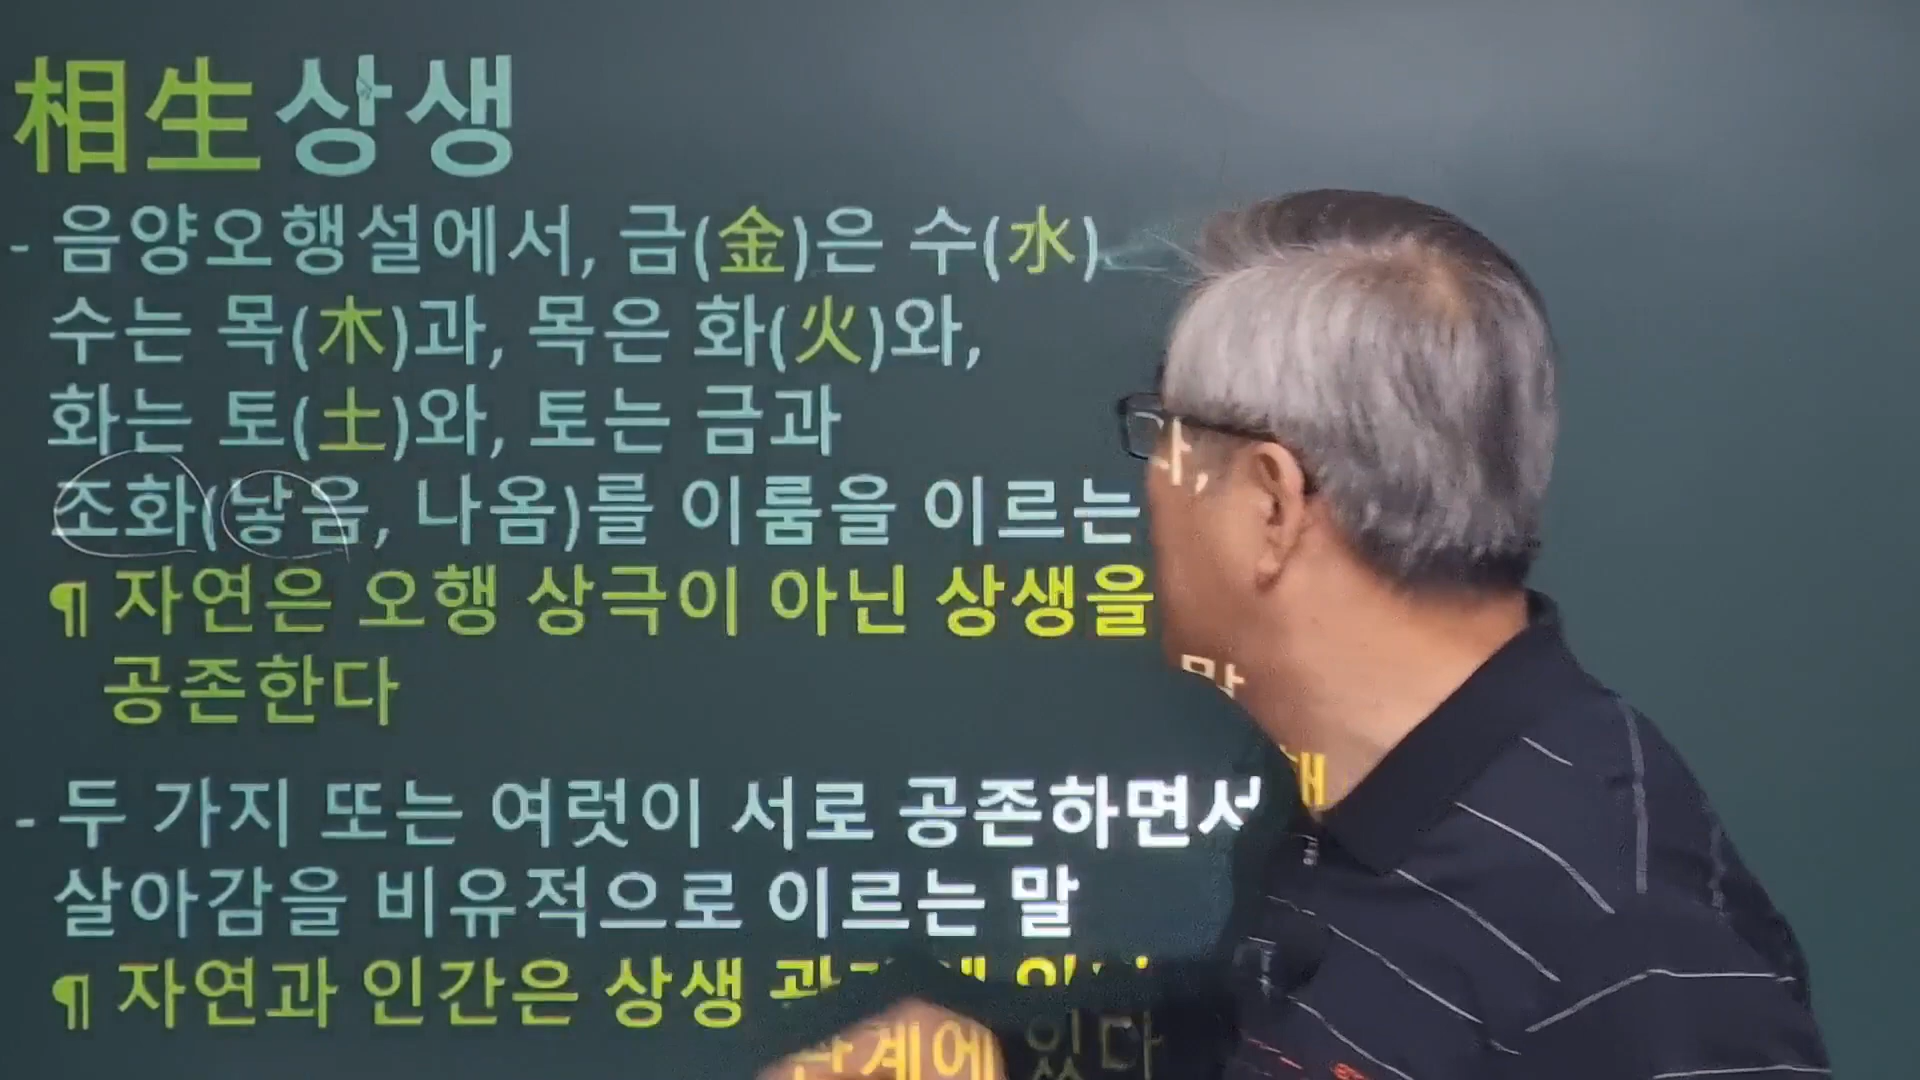 相生상생
- 음양오행설에서, 금(金)은 수(水)
수는 목(木)과, 목은 화(火)와,
화는 토(土)와, 토는 금과
조화(낳음, 나옴)를 이룸을 이르는 말
¶ 자연은 오행 상극이 아닌 상생을
공존한다
- 두 가지 또는 여럿이 서로 공존하면서
살아감을 비유적으로 이르는 말
¶ 자연과 인간은 상생 관계에 있다